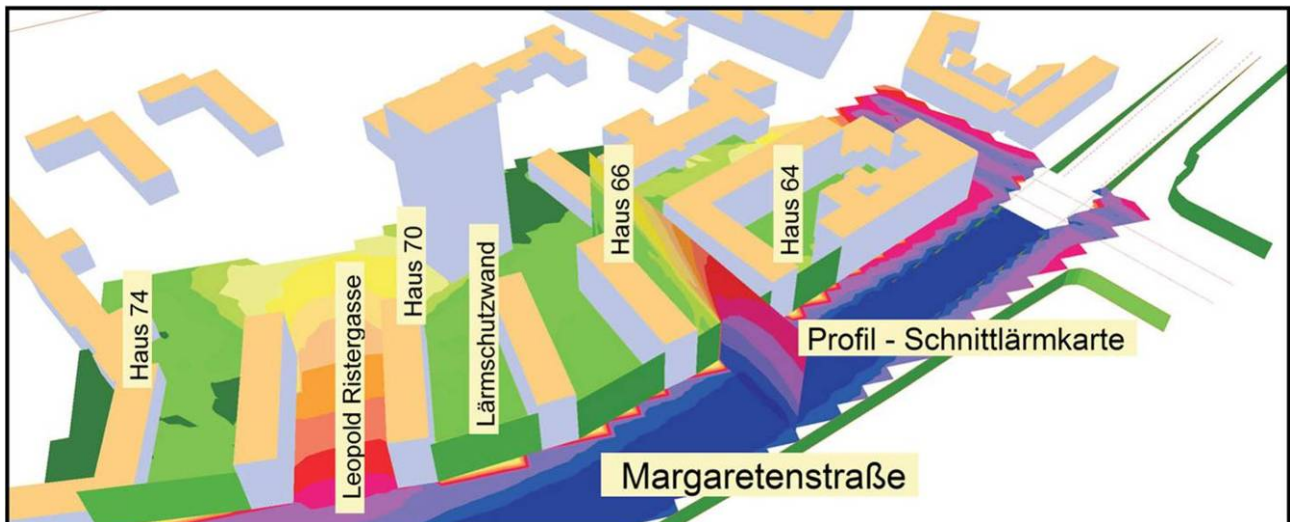 Haus 74
Leopold Ristergasse
Haus 70
Lärmschutzwand
Haus 66
Haus 64
Profil - Schnittlärmkarte
Margaretenstraße